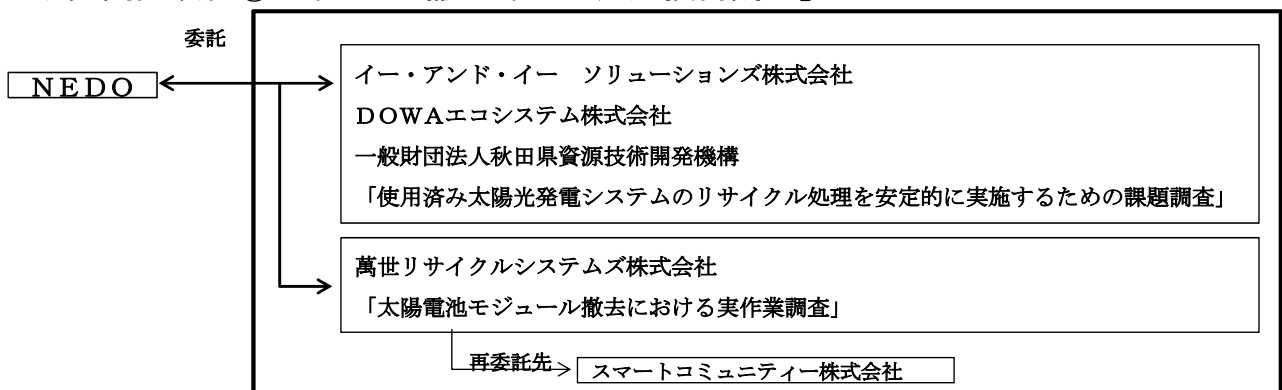 委託
NEDO
イー・アンド・イー　ソリューションズ株式会社
DOWAエコシステム株式会社
一般財団法人秋田県資源技術開発機構
「使用済み太陽光発電システムのリサイクル処理を安定的に実施するための課題調査」
萬世リサイクルシステムズ株式会社
「太陽電池モジュール撤去における実作業調査」
再委託先
スマートコミュニティー株式会社